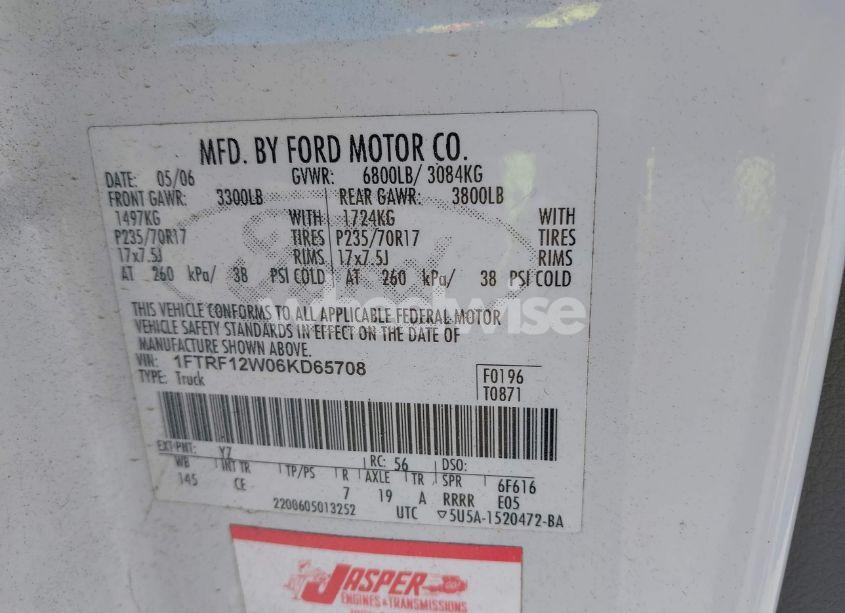 MFD. BY FORD MOTOR CO.
DATE: 05/06 GVWR: 6800LB/ 3084KG
FRONT GAWR: 3300LB REAR GAWR: 3800LB
1497KG WITH 1724KG WITH
P235/70R17 TIRES P235/70R17 TIRES
17x7.5J RIMS 17x7.5J RIMS
AT 260 kPa/ 38 PSI COLD AT 260 kPa/ 38 PSI COLD
THIS VEHICLE CONFORMS TO ALL APPLICABLE FEDERAL MOTOR
VEHICLE SAFETY STANDARDS IN EFFECT ON THE DATE OF
MANUFACTURE SHOWN ABOVE.
VIN: 1FTRF12W06KD65708
TYPE: Truck
F0196
T0871
EXT PNT: YZ RC: 56 DSO:
WB INT TR TP/PS R AXLE TR SPR 6F616
145 CE 7 19 A RRRR E05
2200605013252 UTC ▽5U5A-1520472-BA
wheelwise
JASPER
ENGINES & TRANSMISSIONS